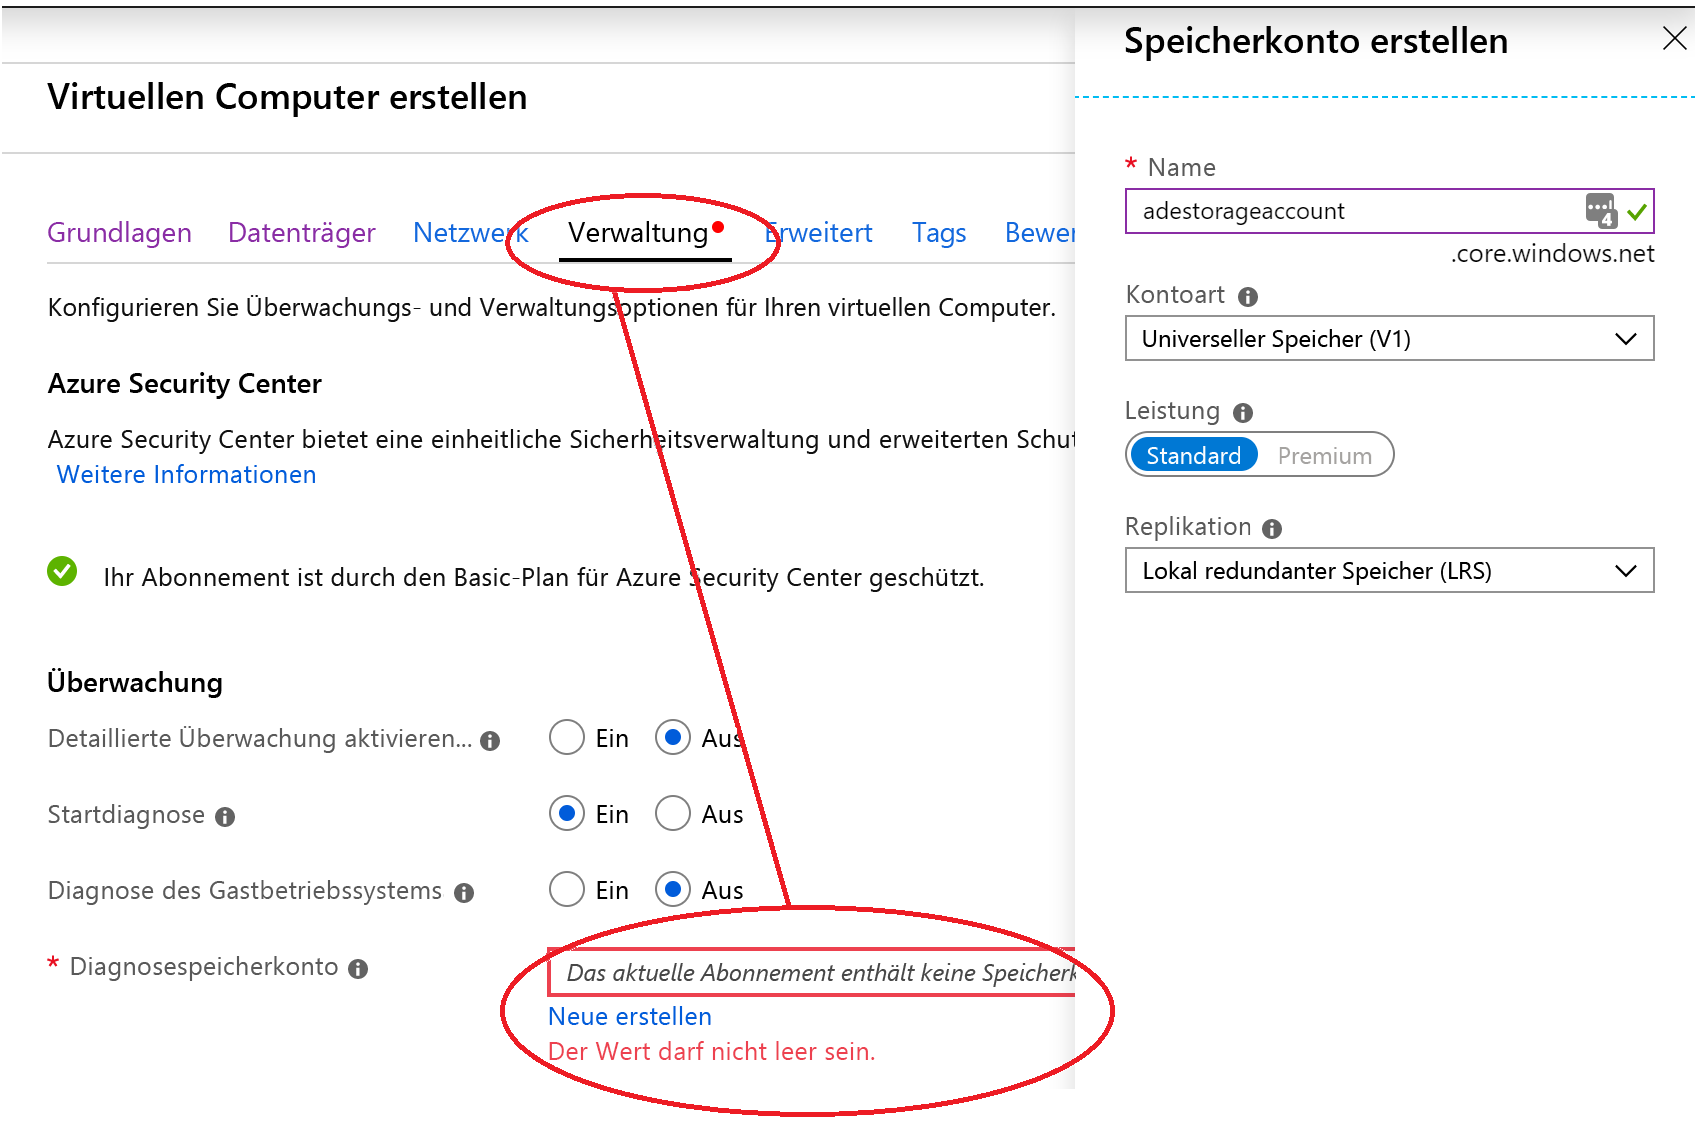 Virtuellen Computer erstellen
Grundlagen Datenträger Netzwerk Verwaltung Erweitert Tags Bewer
Konfigurieren Sie Überwachungs- und Verwaltungsoptionen für Ihren virtuellen Computer.
Azure Security Center
Azure Security Center bietet eine einheitliche Sicherheitsverwaltung und erweiterten Schut
Weitere Informationen
Ihr Abonnement ist durch den Basic-Plan für Azure Security Center geschützt.
Überwachung
Detaillierte Überwachung aktivieren... Ein Aus
Startdiagnose Ein Aus
Diagnose des Gastbetriebssystems Ein Aus
* Diagnosespeicherkonto
Das aktuelle Abonnement enthält keine Speicherk
Neue erstellen
Der Wert darf nicht leer sein.
Speicherkonto erstellen
* Name
adestorageaccount 4
.core.windows.net
Kontoart
Universeller Speicher (V1)
Leistung
Standard Premium
Replikation
Lokal redundanter Speicher (LRS)